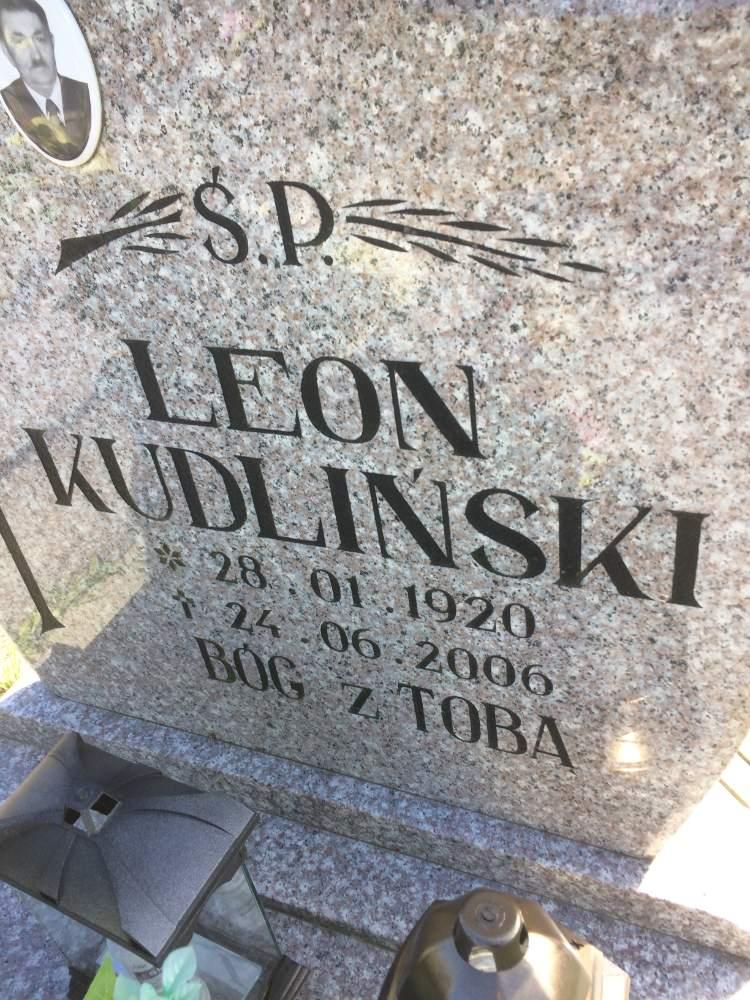 Ś.P.
LEON
KUDLIŃSKI
* 28.01.1920
† 24.06.2006
BÓG Z TOBĄ